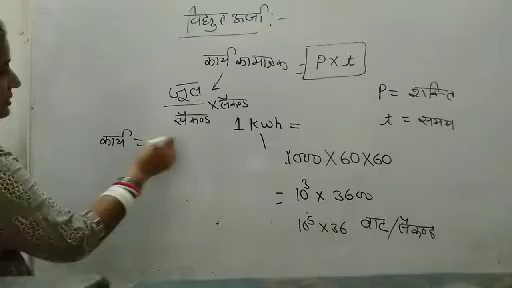 विद्युत ऊर्जा :-
कार्य का मात्रक = P x t
जूल / सैकण्ड x सैकण्ड
P = शक्ति
t = समय
1 kwh =
कार्य =
1000 X 60 X 60
= 10³ x 3600
10⁵ x 36 वाट/सैकण्ड